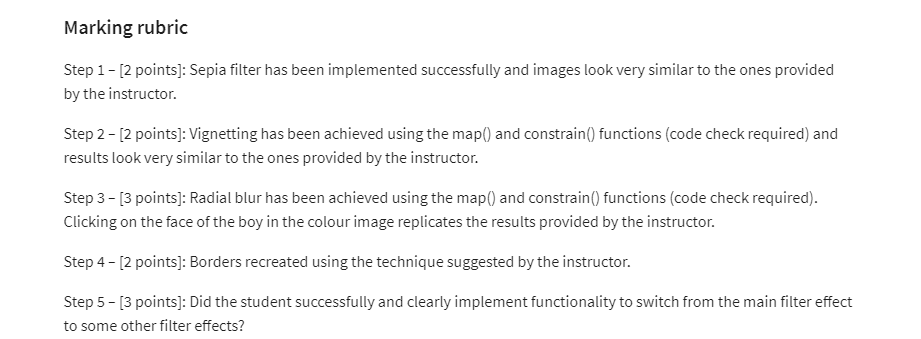 Marking rubric
Step 1 – [2 points]: Sepia filter has been implemented successfully and images look very similar to the ones provided
by the instructor.
Step 2 – [2 points]: Vignetting has been achieved using the map() and constrain() functions (code check required) and
results look very similar to the ones provided by the instructor.
Step 3 – [3 points]: Radial blur has been achieved using the map() and constrain() functions (code check required).
Clicking on the face of the boy in the colour image replicates the results provided by the instructor.
Step 4 – [2 points]: Borders recreated using the technique suggested by the instructor.
Step 5 – [3 points]: Did the student successfully and clearly implement functionality to switch from the main filter effect
to some other filter effects?